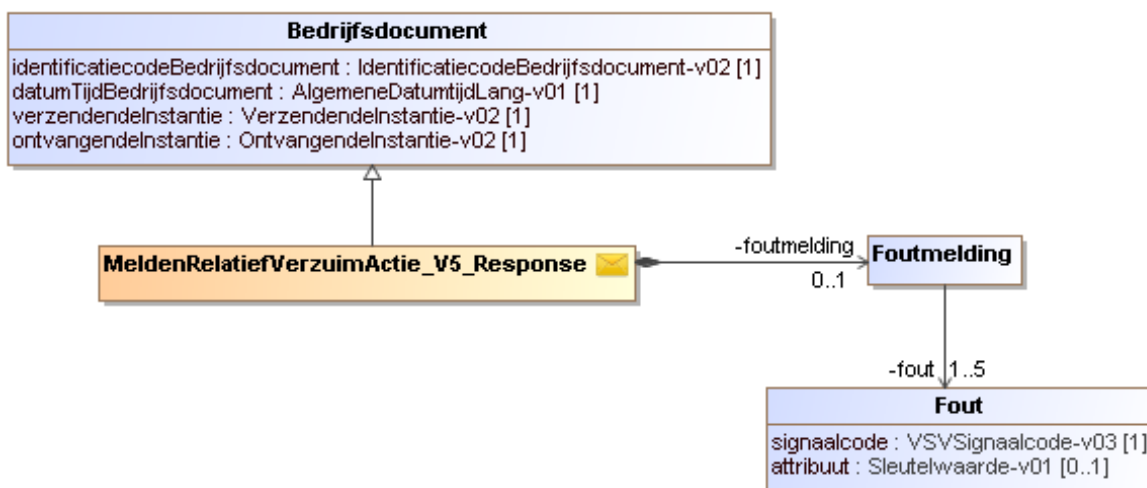 Bedrijfsdocument
identificatiecodeBedrijfsdocument : IdentificatiecodeBedrijfsdocument-v02 [1]
datumTijdBedrijfsdocument : AlgemeneDatumtijdLang-v01 [1]
verzendendeInstantie : VerzendendeInstantie-v02 [1]
ontvangendeInstantie : OntvangendeInstantie-v02 [1]
MeldenRelatiefVerzuimActie_V5_Response
-foutmelding
0..1
Foutmelding
-fout 1..5
Fout
signaalcode : VSVSignaalcode-v03 [1]
attribuut : Sleutelwaarde-v01 [0..1]